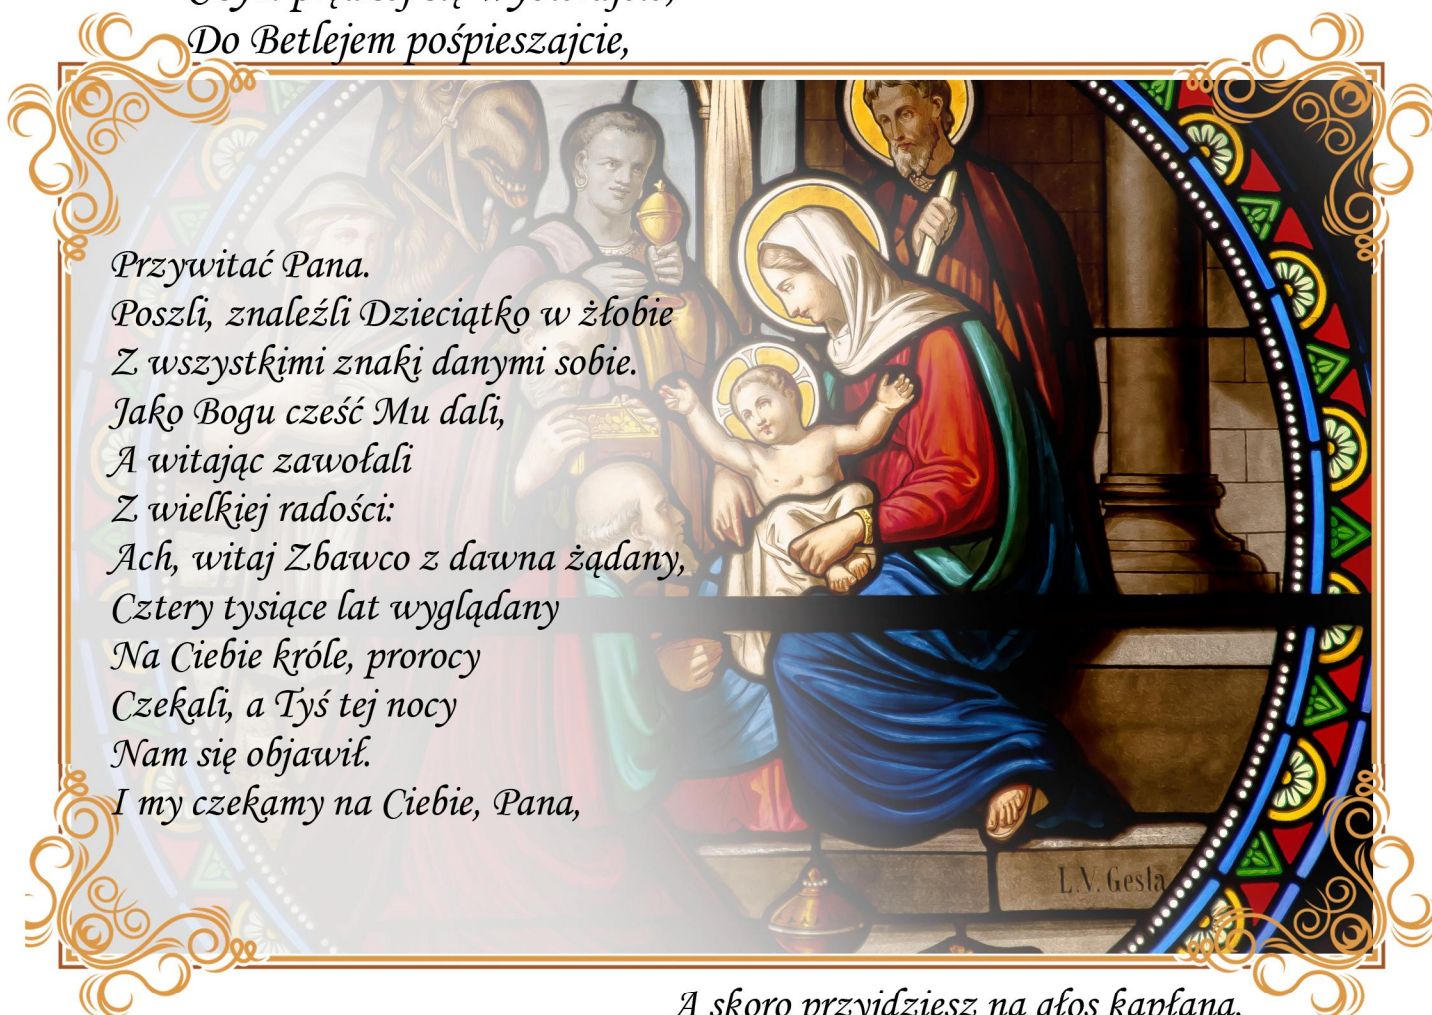 Do Betlejem pośpieszajcie,
Przywitać Pana.
Poszli, znaleźli Dzieciątko w żłobie
Z wszystkimi znaki danymi sobie.
Jako Bogu cześć Mu dali,
A witając zawołali
Z wielkiej radości:
Ach, witaj Zbawco z dawna żądany,
Cztery tysiące lat wyglądany
Na Ciebie króle, prorocy
Czekali, a Tyś tej nocy
Nam się objawił.
I my czekamy na Ciebie, Pana,
L.V. Gesta
A skoro przyjdziesz na głos kapłana,